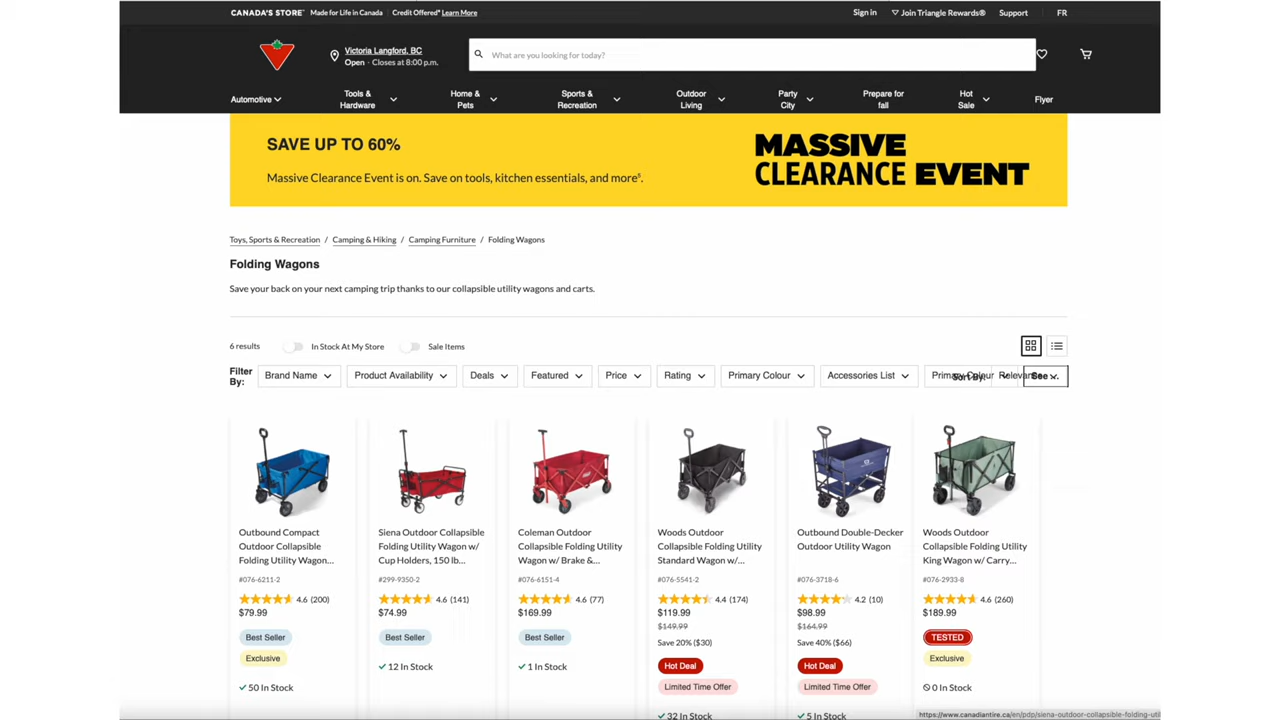 CANADA'S STORE™ Made for Life in Canada Credit Offered* Learn More Sign in Join Triangle Rewards® Support FR
Victoria Langford, BC
Open · Closes at 8:00 p.m.
What are you looking for today?
Automotive Tools & Hardware Home & Pets Sports & Recreation Outdoor Living Party City Prepare for fall Hot Sale Flyer
SAVE UP TO 60%
Massive Clearance Event is on. Save on tools, kitchen essentials, and more§.
MASSIVE
CLEARANCE EVENT
Toys, Sports & Recreation / Camping & Hiking / Camping Furniture / Folding Wagons
Folding Wagons
Save your back on your next camping trip thanks to our collapsible utility wagons and carts.
6 results In Stock At My Store Sale Items
Filter By: Brand Name Product Availability Deals Featured Price Rating Primary Colour Accessories List Primary Colour Sort By: Relevance See ...
Outbound Compact
Outdoor Collapsible
Folding Utility Wagon...
#076-6211-2
4.6 (200)
$79.99
Best Seller
Exclusive
50 In Stock
Siena Outdoor Collapsible
Folding Utility Wagon w/
Cup Holders, 150 lb...
#299-9350-2
4.6 (141)
$74.99
Best Seller
12 In Stock
Coleman Outdoor
Collapsible Folding Utility
Wagon w/ Brake &...
#076-6151-4
4.6 (77)
$169.99
Best Seller
1 In Stock
Woods Outdoor
Collapsible Folding Utility
Standard Wagon w/...
#076-5541-2
4.4 (174)
$119.99
$149.99
Save 20% ($30)
Hot Deal
Limited Time Offer
32 In Stock
Outbound Double-Decker
Outdoor Utility Wagon
#076-3718-6
4.2 (10)
$98.99
$164.99
Save 40% ($66)
Hot Deal
Limited Time Offer
5 In Stock
Woods Outdoor
Collapsible Folding Utility
King Wagon w/ Carry...
#076-2933-8
4.6 (260)
$189.99
TESTED
Exclusive
0 In Stock
https://www.canadiantire.ca/en/pdp/siena-outdoor-collapsible-folding-util